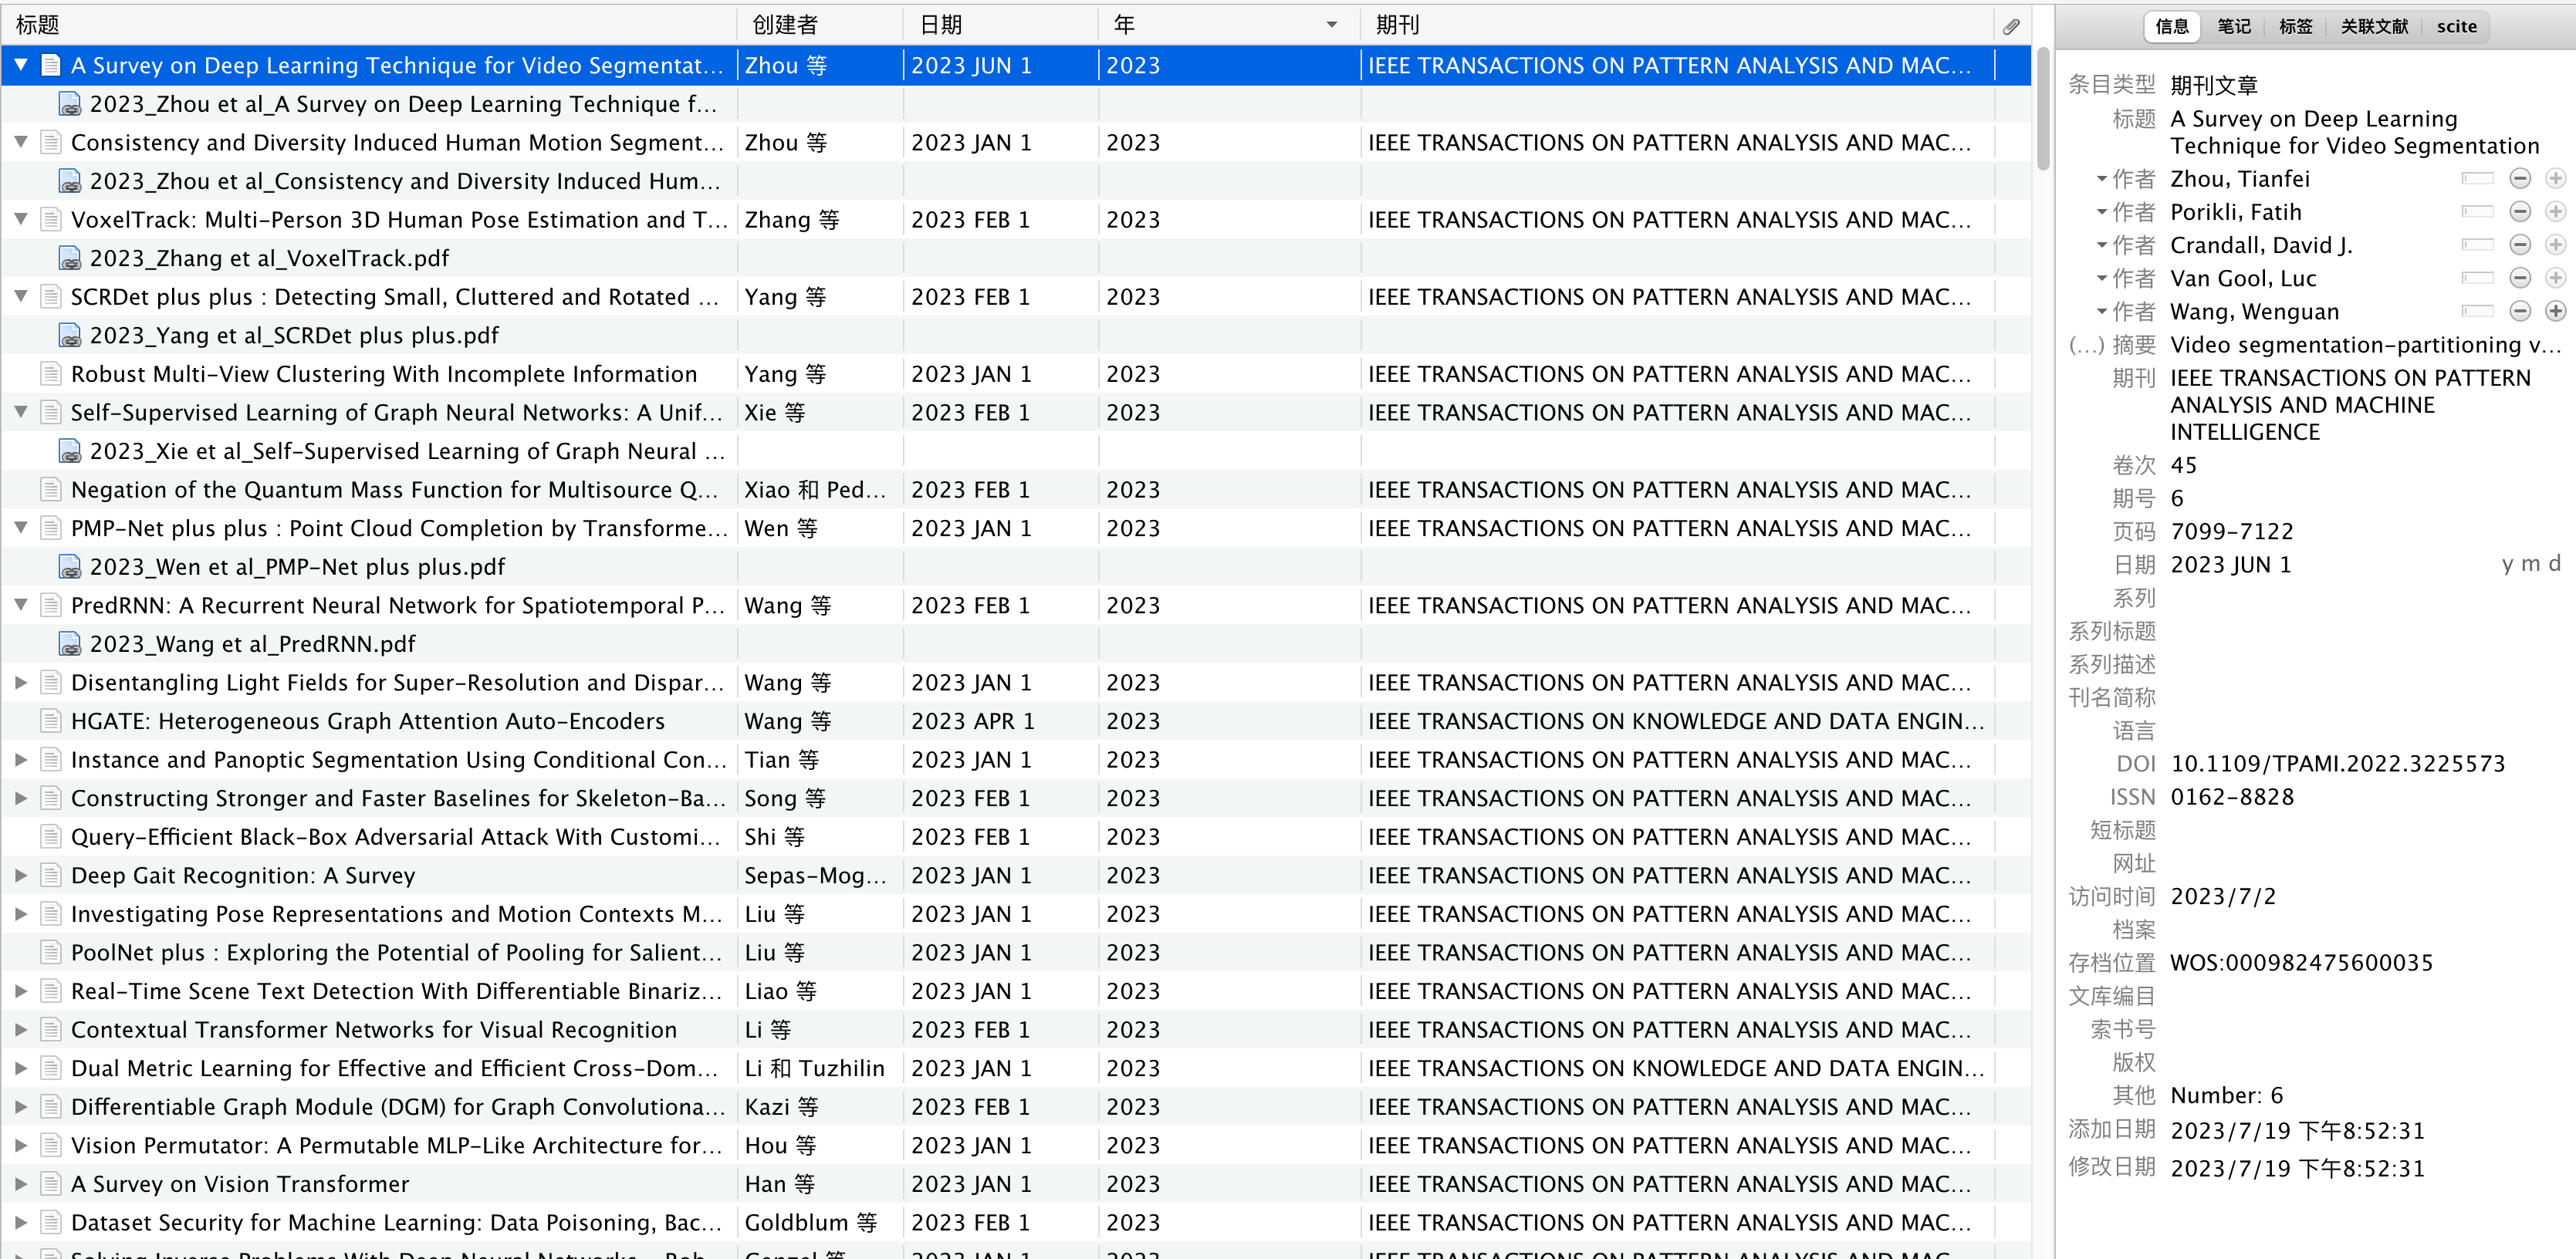 标题 创建者 日期 年 期刊
A Survey on Deep Learning Technique for Video Segmentat... Zhou 等 2023 JUN 1 2023 IEEE TRANSACTIONS ON PATTERN ANALYSIS AND MAC...
2023_Zhou et al_A Survey on Deep Learning Technique f...
Consistency and Diversity Induced Human Motion Segment... Zhou 等 2023 JAN 1 2023 IEEE TRANSACTIONS ON PATTERN ANALYSIS AND MAC...
2023_Zhou et al_Consistency and Diversity Induced Hum...
VoxelTrack: Multi-Person 3D Human Pose Estimation and T... Zhang 等 2023 FEB 1 2023 IEEE TRANSACTIONS ON PATTERN ANALYSIS AND MAC...
2023_Zhang et al_VoxelTrack.pdf
SCRDet plus plus : Detecting Small, Cluttered and Rotated ... Yang 等 2023 FEB 1 2023 IEEE TRANSACTIONS ON PATTERN ANALYSIS AND MAC...
2023_Yang et al_SCRDet plus plus.pdf
Robust Multi-View Clustering With Incomplete Information Yang 等 2023 JAN 1 2023 IEEE TRANSACTIONS ON PATTERN ANALYSIS AND MAC...
Self-Supervised Learning of Graph Neural Networks: A Unif... Xie 等 2023 FEB 1 2023 IEEE TRANSACTIONS ON PATTERN ANALYSIS AND MAC...
2023_Xie et al_Self-Supervised Learning of Graph Neural ...
Negation of the Quantum Mass Function for Multisource Q... Xiao 和 Ped... 2023 FEB 1 2023 IEEE TRANSACTIONS ON PATTERN ANALYSIS AND MAC...
PMP-Net plus plus : Point Cloud Completion by Transforme... Wen 等 2023 JAN 1 2023 IEEE TRANSACTIONS ON PATTERN ANALYSIS AND MAC...
2023_Wen et al_PMP-Net plus plus.pdf
PredRNN: A Recurrent Neural Network for Spatiotemporal P... Wang 等 2023 FEB 1 2023 IEEE TRANSACTIONS ON PATTERN ANALYSIS AND MAC...
2023_Wang et al_PredRNN.pdf
Disentangling Light Fields for Super-Resolution and Dispar... Wang 等 2023 JAN 1 2023 IEEE TRANSACTIONS ON PATTERN ANALYSIS AND MAC...
HGATE: Heterogeneous Graph Attention Auto-Encoders Wang 等 2023 APR 1 2023 IEEE TRANSACTIONS ON KNOWLEDGE AND DATA ENGIN...
Instance and Panoptic Segmentation Using Conditional Con... Tian 等 2023 JAN 1 2023 IEEE TRANSACTIONS ON PATTERN ANALYSIS AND MAC...
Constructing Stronger and Faster Baselines for Skeleton-Ba... Song 等 2023 FEB 1 2023 IEEE TRANSACTIONS ON PATTERN ANALYSIS AND MAC...
Query-Efficient Black-Box Adversarial Attack With Customi... Shi 等 2023 FEB 1 2023 IEEE TRANSACTIONS ON PATTERN ANALYSIS AND MAC...
Deep Gait Recognition: A Survey Sepas-Mog... 2023 JAN 1 2023 IEEE TRANSACTIONS ON PATTERN ANALYSIS AND MAC...
Investigating Pose Representations and Motion Contexts M... Liu 等 2023 JAN 1 2023 IEEE TRANSACTIONS ON PATTERN ANALYSIS AND MAC...
PoolNet plus : Exploring the Potential of Pooling for Salient... Liu 等 2023 JAN 1 2023 IEEE TRANSACTIONS ON PATTERN ANALYSIS AND MAC...
Real-Time Scene Text Detection With Differentiable Binariz... Liao 等 2023 JAN 1 2023 IEEE TRANSACTIONS ON PATTERN ANALYSIS AND MAC...
Contextual Transformer Networks for Visual Recognition Li 等 2023 FEB 1 2023 IEEE TRANSACTIONS ON PATTERN ANALYSIS AND MAC...
Dual Metric Learning for Effective and Efficient Cross-Dom... Li 和 Tuzhilin 2023 JAN 1 2023 IEEE TRANSACTIONS ON KNOWLEDGE AND DATA ENGIN...
Differentiable Graph Module (DGM) for Graph Convolutiona... Kazi 等 2023 FEB 1 2023 IEEE TRANSACTIONS ON PATTERN ANALYSIS AND MAC...
Vision Permutator: A Permutable MLP-Like Architecture for... Hou 等 2023 JAN 1 2023 IEEE TRANSACTIONS ON PATTERN ANALYSIS AND MAC...
A Survey on Vision Transformer Han 等 2023 JAN 1 2023 IEEE TRANSACTIONS ON PATTERN ANALYSIS AND MAC...
Dataset Security for Machine Learning: Data Poisoning, Bac... Goldblum 等 2023 FEB 1 2023 IEEE TRANSACTIONS ON PATTERN ANALYSIS AND MAC...
信息 笔记 标签 关联文献 scite
条目类型 期刊文章
标题 A Survey on Deep Learning
Technique for Video Segmentation
作者 Zhou, Tianfei
作者 Porikli, Fatih
作者 Crandall, David J.
作者 Van Gool, Luc
作者 Wang, Wenguan
(...) 摘要 Video segmentation-partitioning v...
期刊 IEEE TRANSACTIONS ON PATTERN
ANALYSIS AND MACHINE
INTELLIGENCE
卷次 45
期号 6
页码 7099-7122
日期 2023 JUN 1 y m d
系列
系列标题
系列描述
刊名简称
语言
DOI 10.1109/TPAMI.2022.3225573
ISSN 0162-8828
短标题
网址
访问时间 2023/7/2
档案
存档位置 WOS:000982475600035
文库编目
索书号
版权
其他 Number: 6
添加日期 2023/7/19 下午8:52:31
修改日期 2023/7/19 下午8:52:31